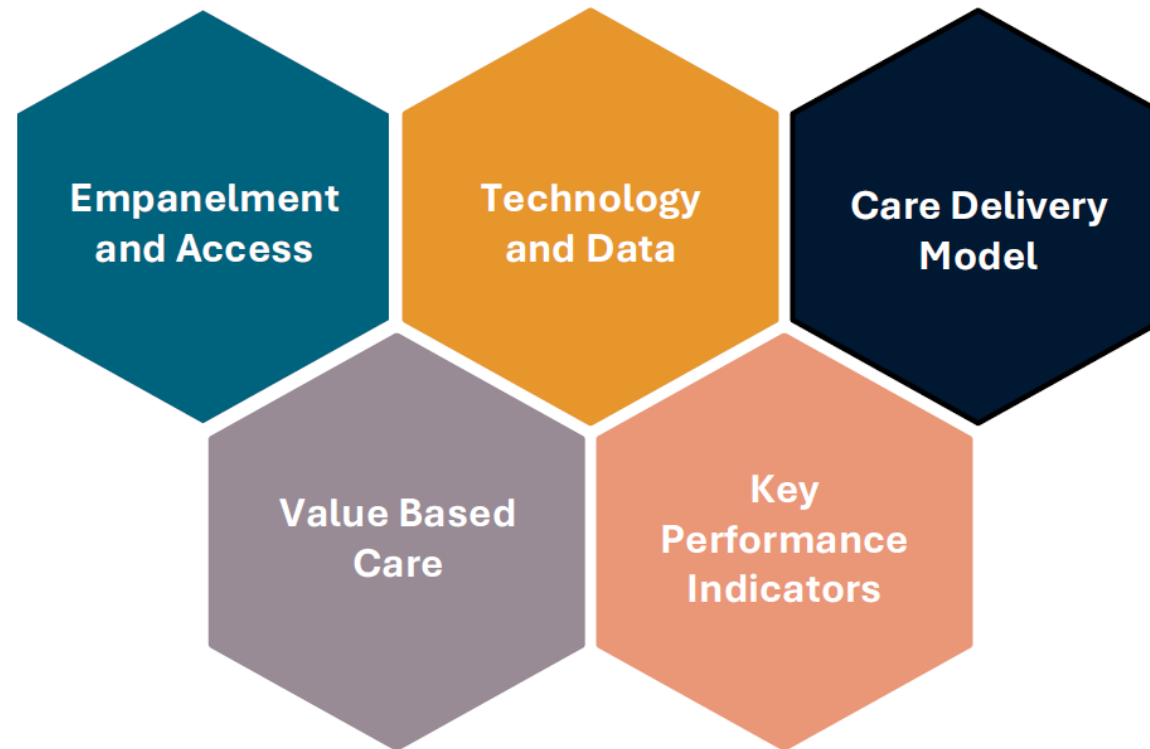 Empanelment
and Access
Technology
and Data
Care Delivery
Model
Value Based
Care
Key
Performance
Indicators